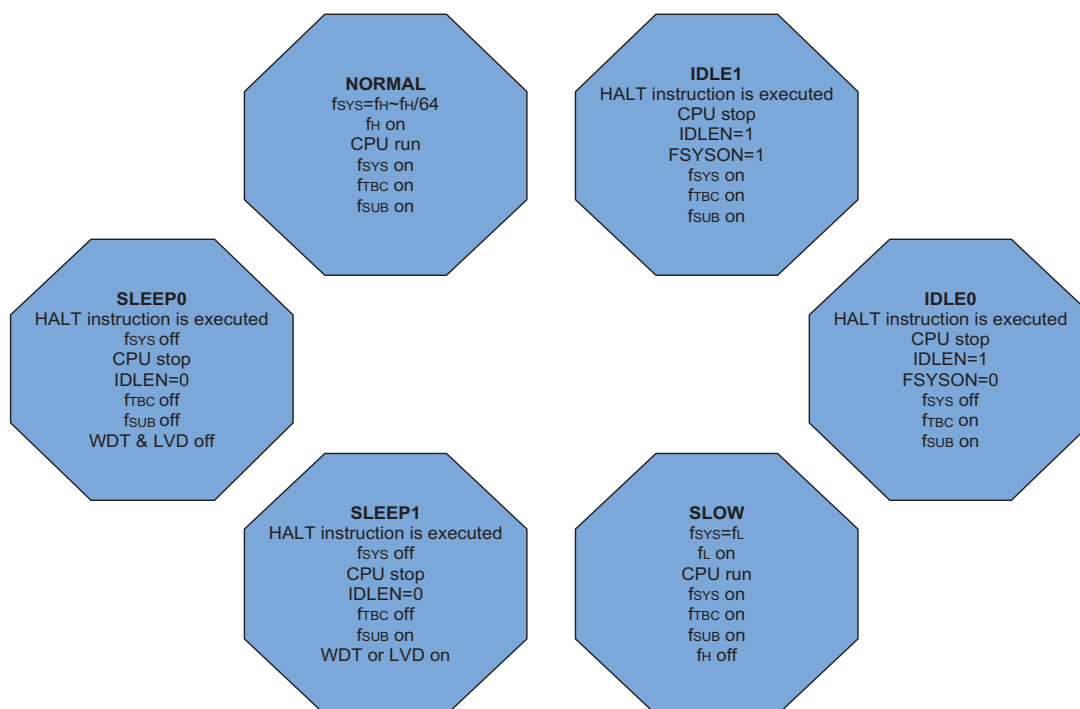 NORMAL
fSYS=fH~fH/64
fH on
CPU run
fSYS on
fTBC on
fSUB on
IDLE1
HALT instruction is executed
CPU stop
IDLEN=1
FSYSON=1
fSYS on
fTBC on
fSUB on
SLEEP0
HALT instruction is executed
fSYS off
CPU stop
IDLEN=0
fTBC off
fSUB off
WDT & LVD off
IDLE0
HALT instruction is executed
CPU stop
IDLEN=1
FSYSON=0
fSYS off
fTBC on
fSUB on
SLEEP1
HALT instruction is executed
fSYS off
CPU stop
IDLEN=0
fTBC off
fSUB on
WDT or LVD on
SLOW
fSYS=fL
fL on
CPU run
fSYS on
fTBC on
fSUB on
fH off